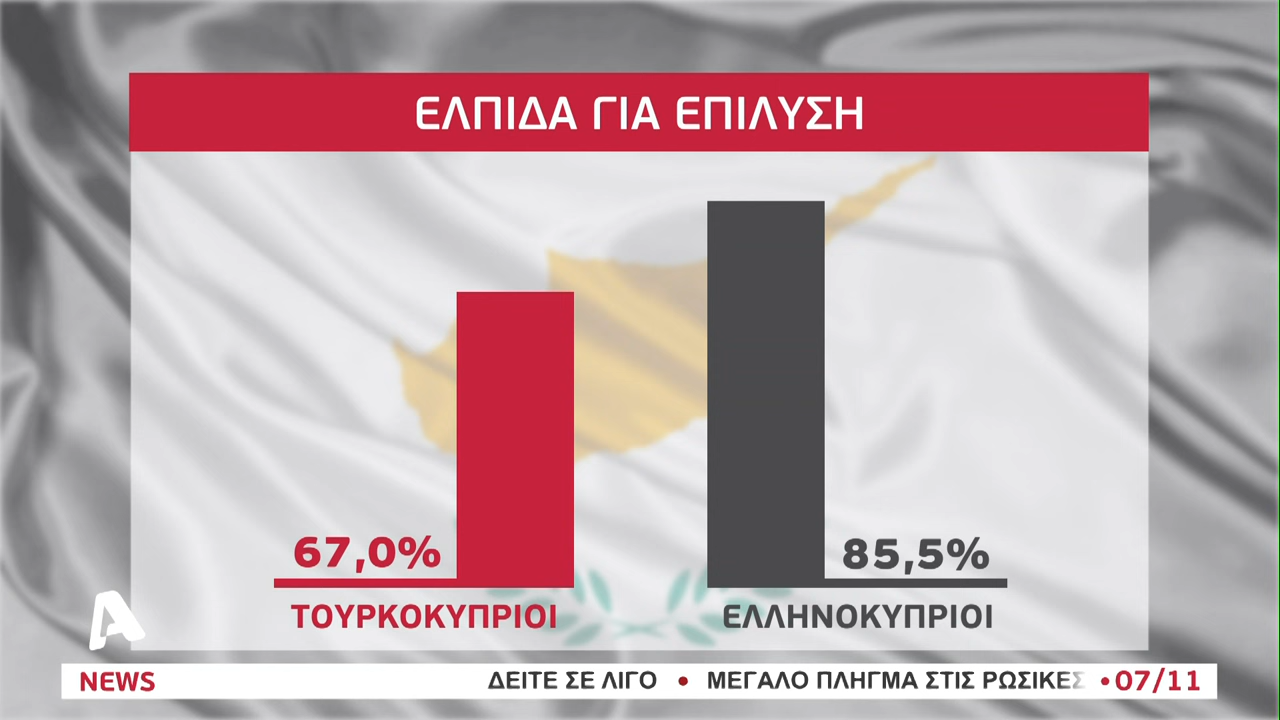 ΕΛΠΙΔΑ ΓΙΑ ΕΠΙΛΥΣΗ
67,0%
85,5%
ΤΟΥΡΚΟΚΥΠΡΙΟΙ
ΕΛΛΗΝΟΚΥΠΡΙΟΙ
NEWS ΔΕΙΤΕ ΣΕ ΛΙΓΟ • ΜΕΓΑΛΟ ΠΛΗΓΜΑ ΣΤΙΣ ΡΩΣΙΚΕΣ •07/11